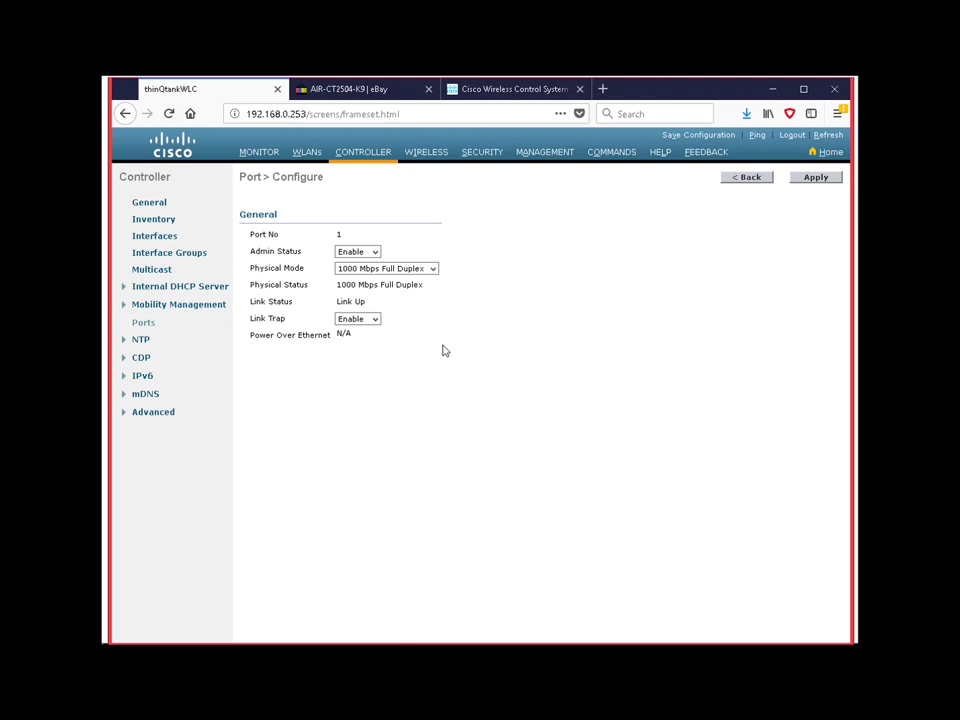 thinQtankWLC
AIR-CT2504-K9 | eBay
Cisco Wireless Control System
192.168.0.253/screens/frameset.html
Search
Save Configuration | Ping | Logout | Refresh
CISCO
MONITOR WLANs CONTROLLER WIRELESS SECURITY MANAGEMENT COMMANDS HELP FEEDBACK
Home
Controller
Port > Configure
< Back
Apply
General
Inventory
Interfaces
Interface Groups
Multicast
Internal DHCP Server
Mobility Management
Ports
NTP
CDP
IPv6
mDNS
Advanced
General
Port No 1
Admin Status Enable
Physical Mode 1000 Mbps Full Duplex
Physical Status 1000 Mbps Full Duplex
Link Status Link Up
Link Trap Enable
Power Over Ethernet N/A